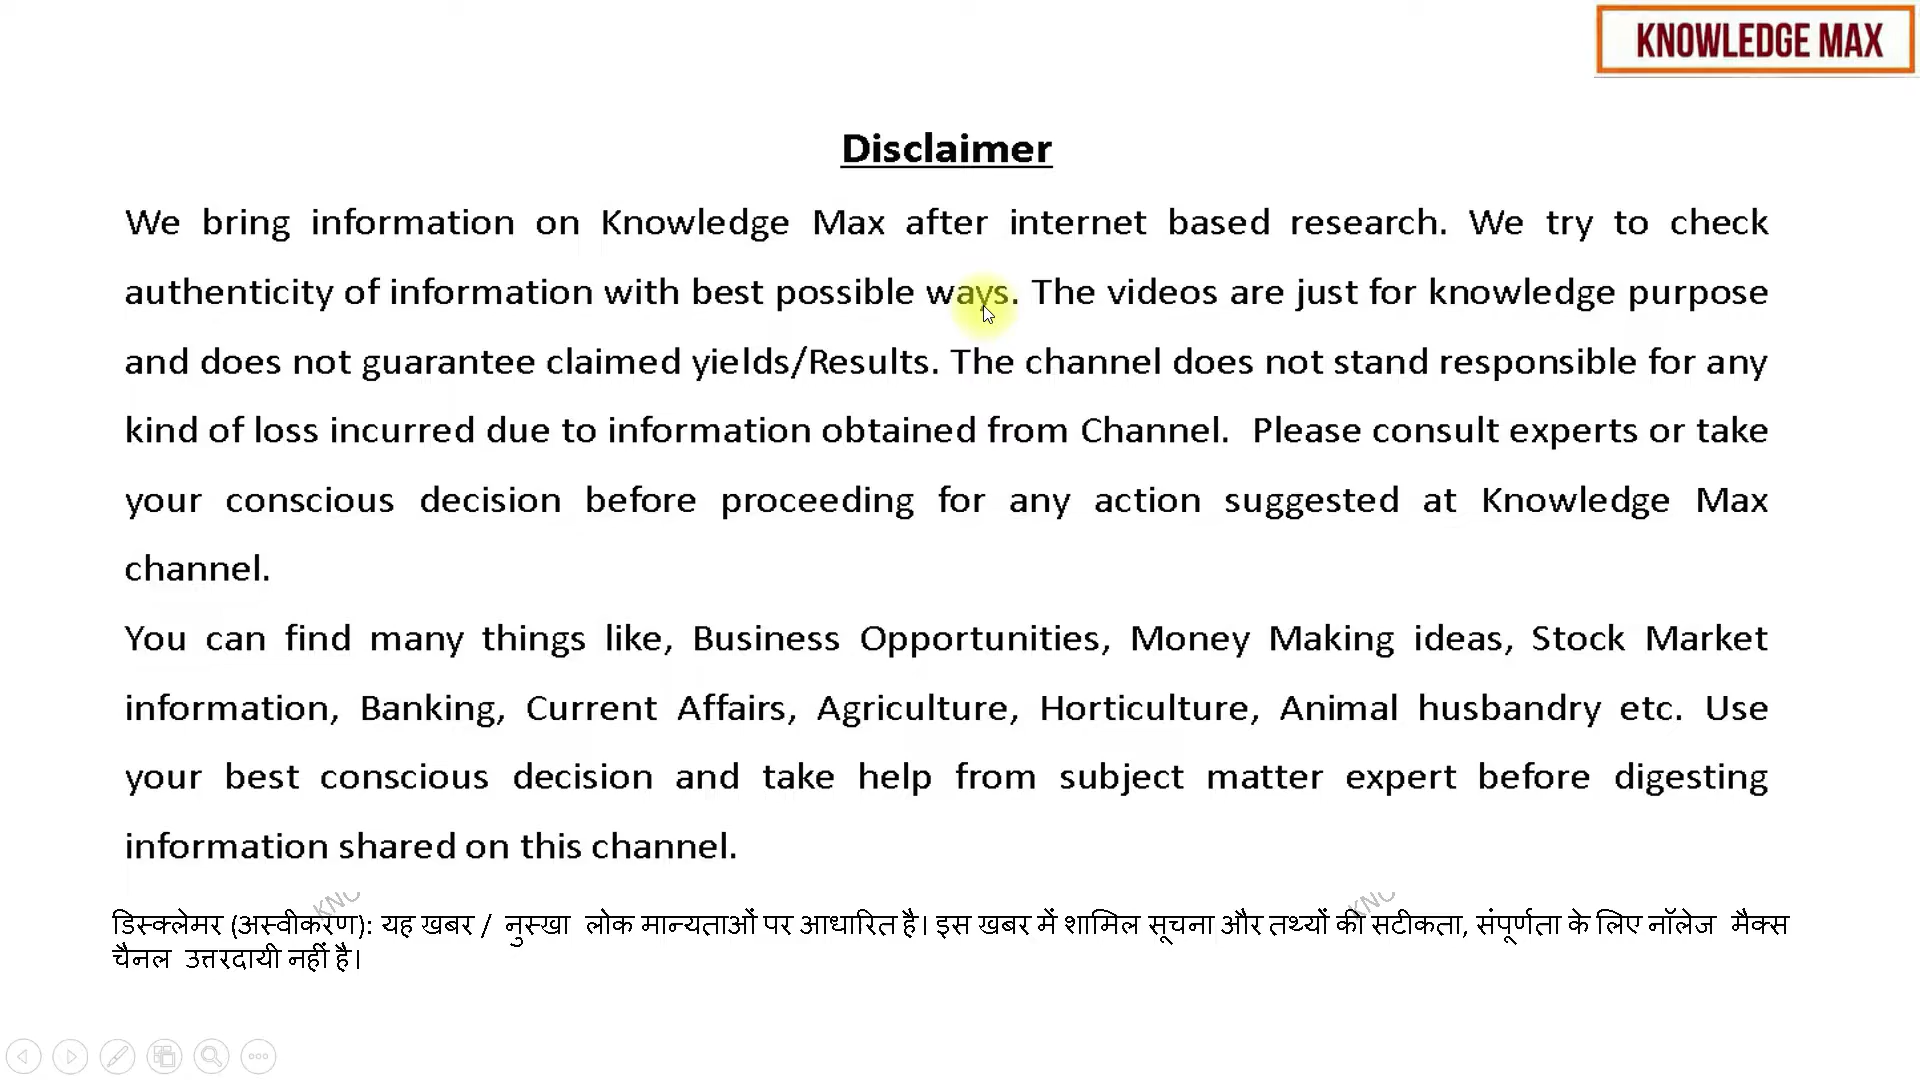 KNOWLEDGE MAX
Disclaimer
We bring information on Knowledge Max after internet based research. We try to check
authenticity of information with best possible ways. The videos are just for knowledge purpose
and does not guarantee claimed yields/Results. The channel does not stand responsible for any
kind of loss incurred due to information obtained from Channel. Please consult experts or take
your conscious decision before proceeding for any action suggested at Knowledge Max
channel.
You can find many things like, Business Opportunities, Money Making ideas, Stock Market
information, Banking, Current Affairs, Agriculture, Horticulture, Animal husbandry etc. Use
your best conscious decision and take help from subject matter expert before digesting
information shared on this channel.
डिस्क्लेमर (अस्वीकरण): यह खबर / नुस्खा लोक मान्यताओं पर आधारित है। इस खबर में शामिल सूचना और तथ्यों की सटीकता, संपूर्णता के लिए नॉलेज मैक्स
चैनल उत्तरदायी नहीं है।